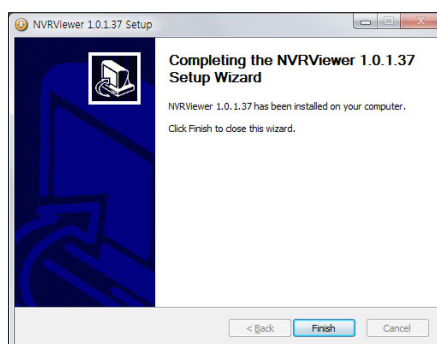 NVRViewer 1.0.1.37 Setup
Completing the NVRViewer 1.0.1.37
Setup Wizard
NVRViewer 1.0.1.37 has been installed on your computer.
Click Finish to close this wizard.
< Back
Finish
Cancel